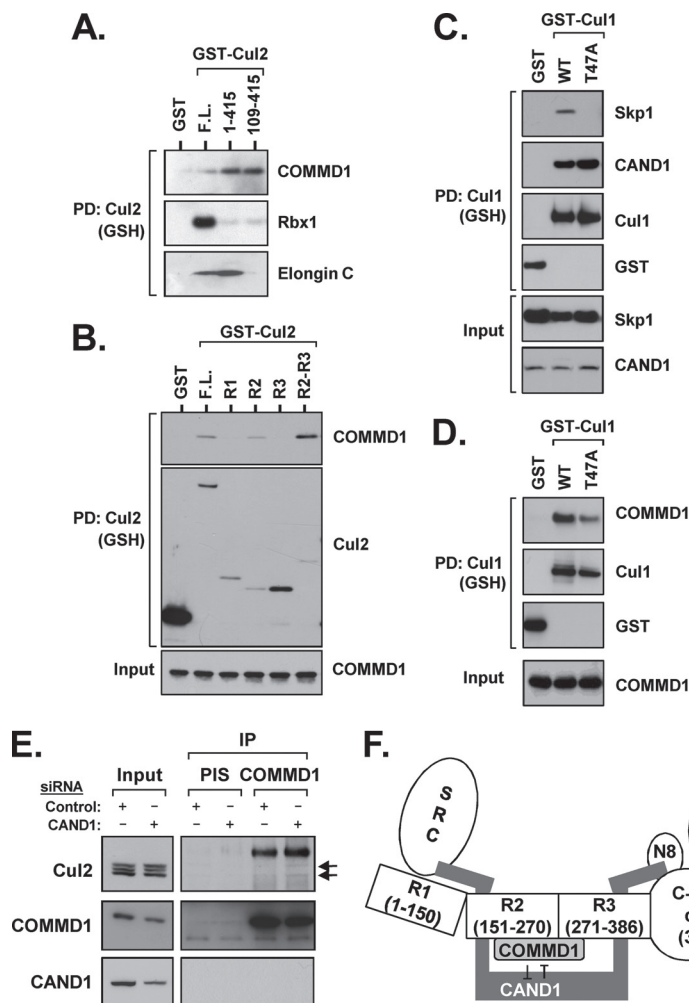 A.
GST-Cul2
GST
F.L.
1-415
109-415
PD: Cul2
(GSH)
COMMD1
Rbx1
Elongin C
B.
GST-Cul2
GST
F.L.
R1
R2
R3
R2-R3
PD: Cul2
(GSH)
COMMD1
Cul2
Input
COMMD1
C.
GST-Cul1
GST
WT
T47A
PD: Cul1
(GSH)
Skp1
CAND1
Cul1
GST
Input
Skp1
CAND1
D.
GST-Cul1
GST
WT
T47A
PD: Cul1
(GSH)
COMMD1
Cul1
GST
Input
COMMD1
E.
IP
siRNA
Input
PIS
COMMD1
Control: + – + – + –
CAND1: – + – + – +
Cul2
COMMD1
CAND1
F.
SRC
N8
R1
(1-150)
R2
(151-270)
R3
(271-386)
C-
(3
COMMD1
CAND1